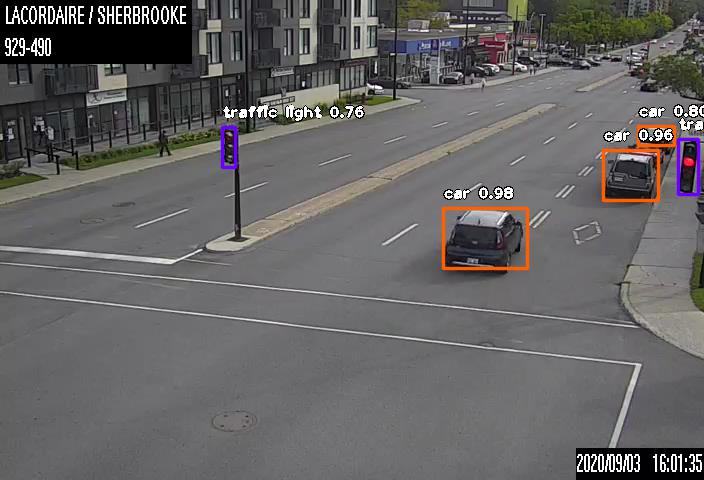 LACORDAIRE / SHERBROOKE
929-490
traffic light 0.76
car 0.80
car 0.96
tra
car 0.98
2020/09/03 16:01:35